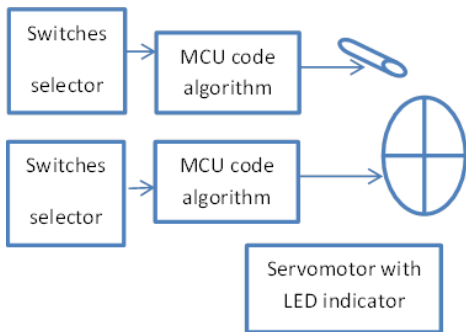 Switches
selector
MCU code
algorithm
Switches
selector
MCU code
algorithm
Servomotor with
LED indicator